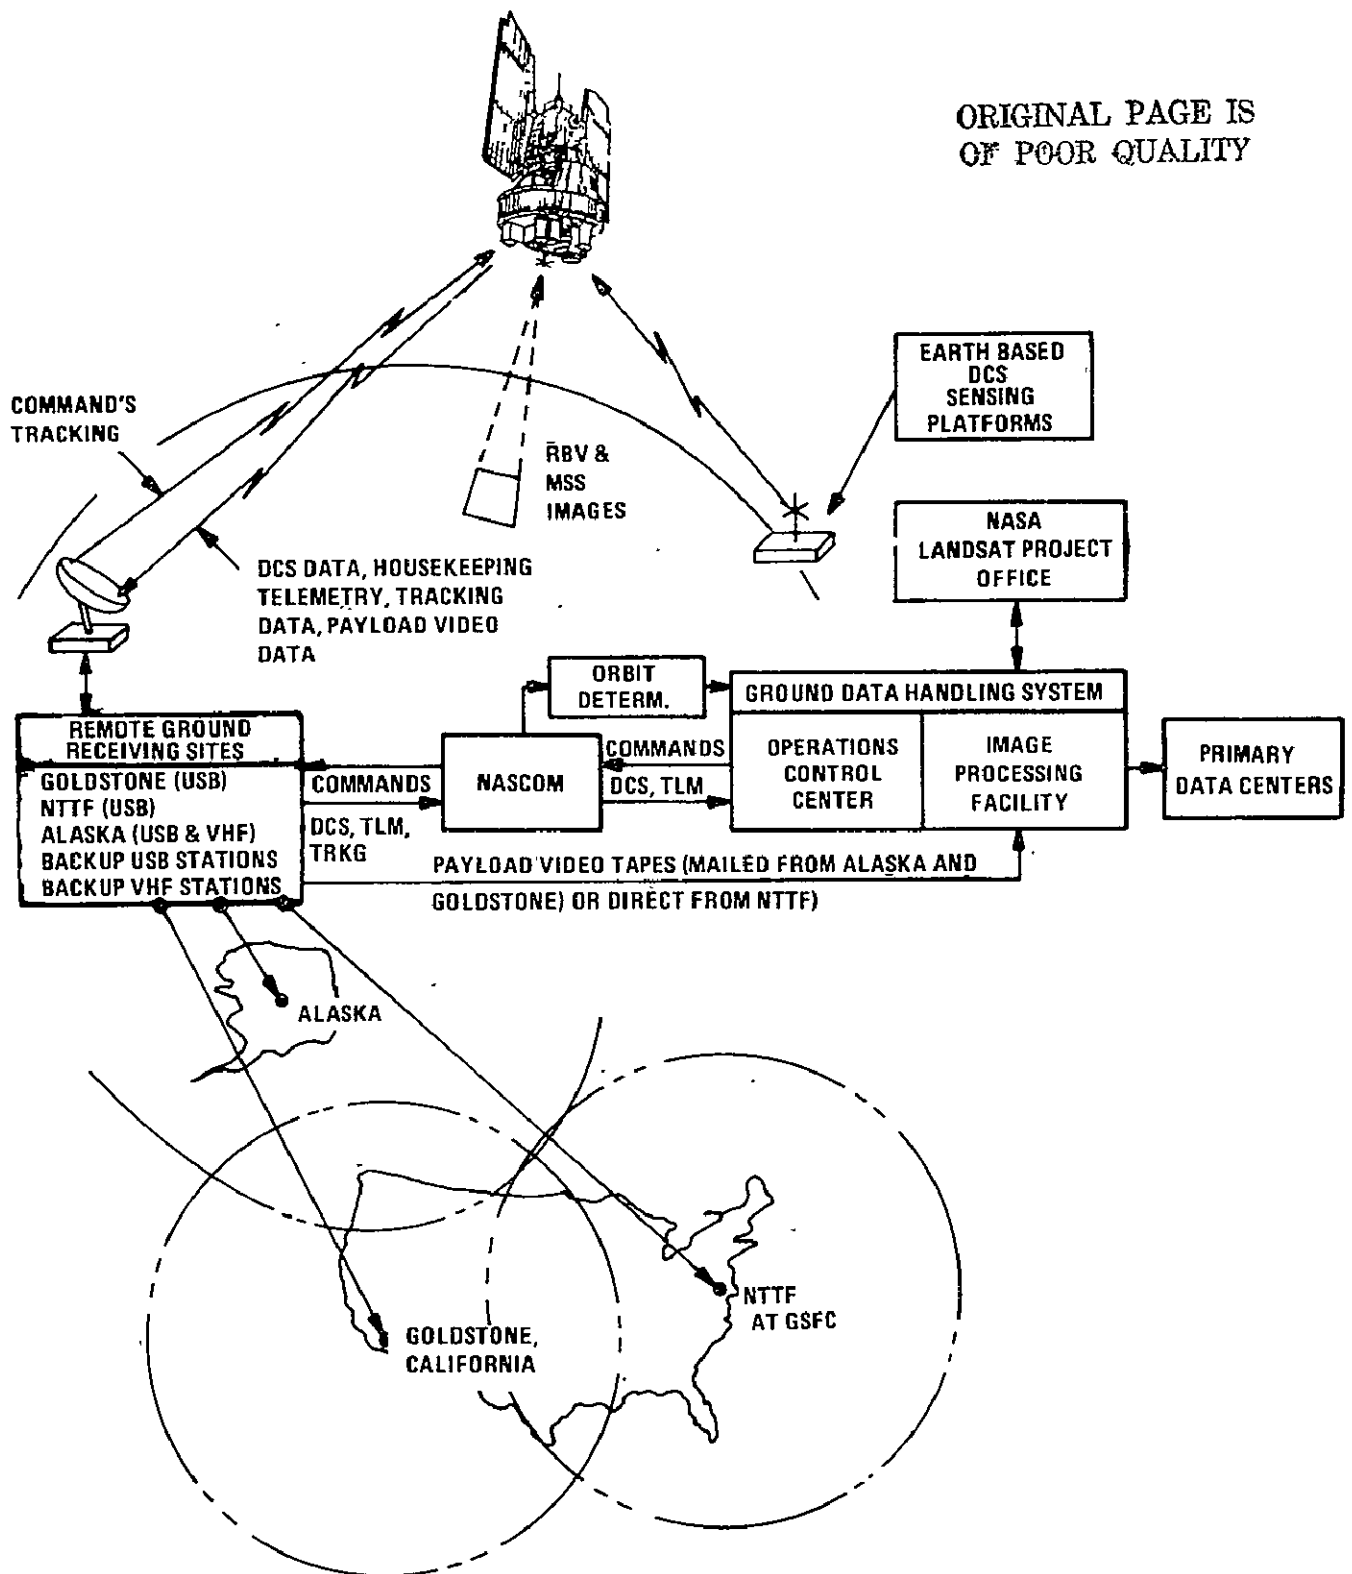 ORIGINAL PAGE IS
OF POOR QUALITY
EARTH BASED
DCS
SENSING
PLATFORMS
COMMAND'S
TRACKING
RBV &
MSS
IMAGES
NASA
LANDSAT PROJECT
OFFICE
DCS DATA, HOUSEKEEPING
TELEMETRY, TRACKING
DATA, PAYLOAD VIDEO
DATA
ORBIT
DETERM.
GROUND DATA HANDLING SYSTEM
REMOTE GROUND
RECEIVING SITES
GOLDSTONE (USB)
NTTF (USB)
ALASKA (USB & VHF)
BACKUP USB STATIONS
BACKUP VHF STATIONS
COMMANDS
DCS, TLM,
TRKG
NASCOM
COMMANDS
DCS, TLM
OPERATIONS
CONTROL
CENTER
IMAGE
PROCESSING
FACILITY
PRIMARY
DATA CENTERS
PAYLOAD VIDEO TAPES (MAILED FROM ALASKA AND
GOLDSTONE) OR DIRECT FROM NTTF)
ALASKA
NTTF
AT GSFC
GOLDSTONE,
CALIFORNIA